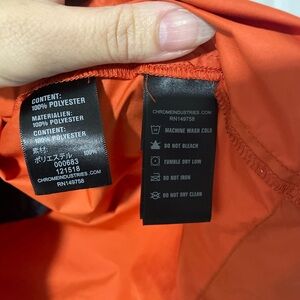 CONTENT:
100% POLYESTER
MATERIALIEN:
100% POLYESTER
CONTIENT:
100% POLYESTER
素材:
ポリエステル 100%
000683
121518
CHROMEINDUSTRIES.COM
RN149758
CHROMEINDUSTRIES.COM
RN149758
MACHINE WASH COLD
DO NOT BLEACH
TUMBLE DRY LOW
DO NOT IRON
DO NOT DRY CLEAN